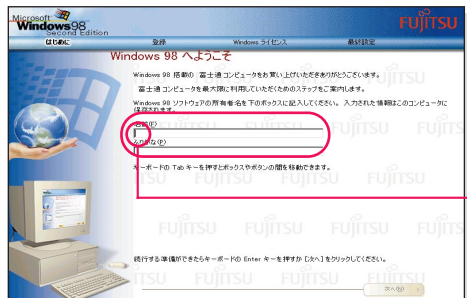 Microsoft
Windows98
Second Edition
FUJITSU
はじめに 登録 Windows ライセンス 最終設定
Windows 98 へようこそ
Windows 98 搭載の 富士通 コンピュータをお買い上げいただきありがとうございます。
富士通 コンピュータを最大限に利用していただくためのステップをご案内します。
Windows 98 ソフトウェアの所有者名を下のボックスに記入してください。 入力された情報はこのコンピュータに
保存されます。
名前(F)
ふりがな(P)
キーボードの Tab キーを押すとボックスやボタンの間を移動できます。
続行する準備ができたらキーボードの Enter キーを押すか [次へ] をクリックしてください。
次へ(N)